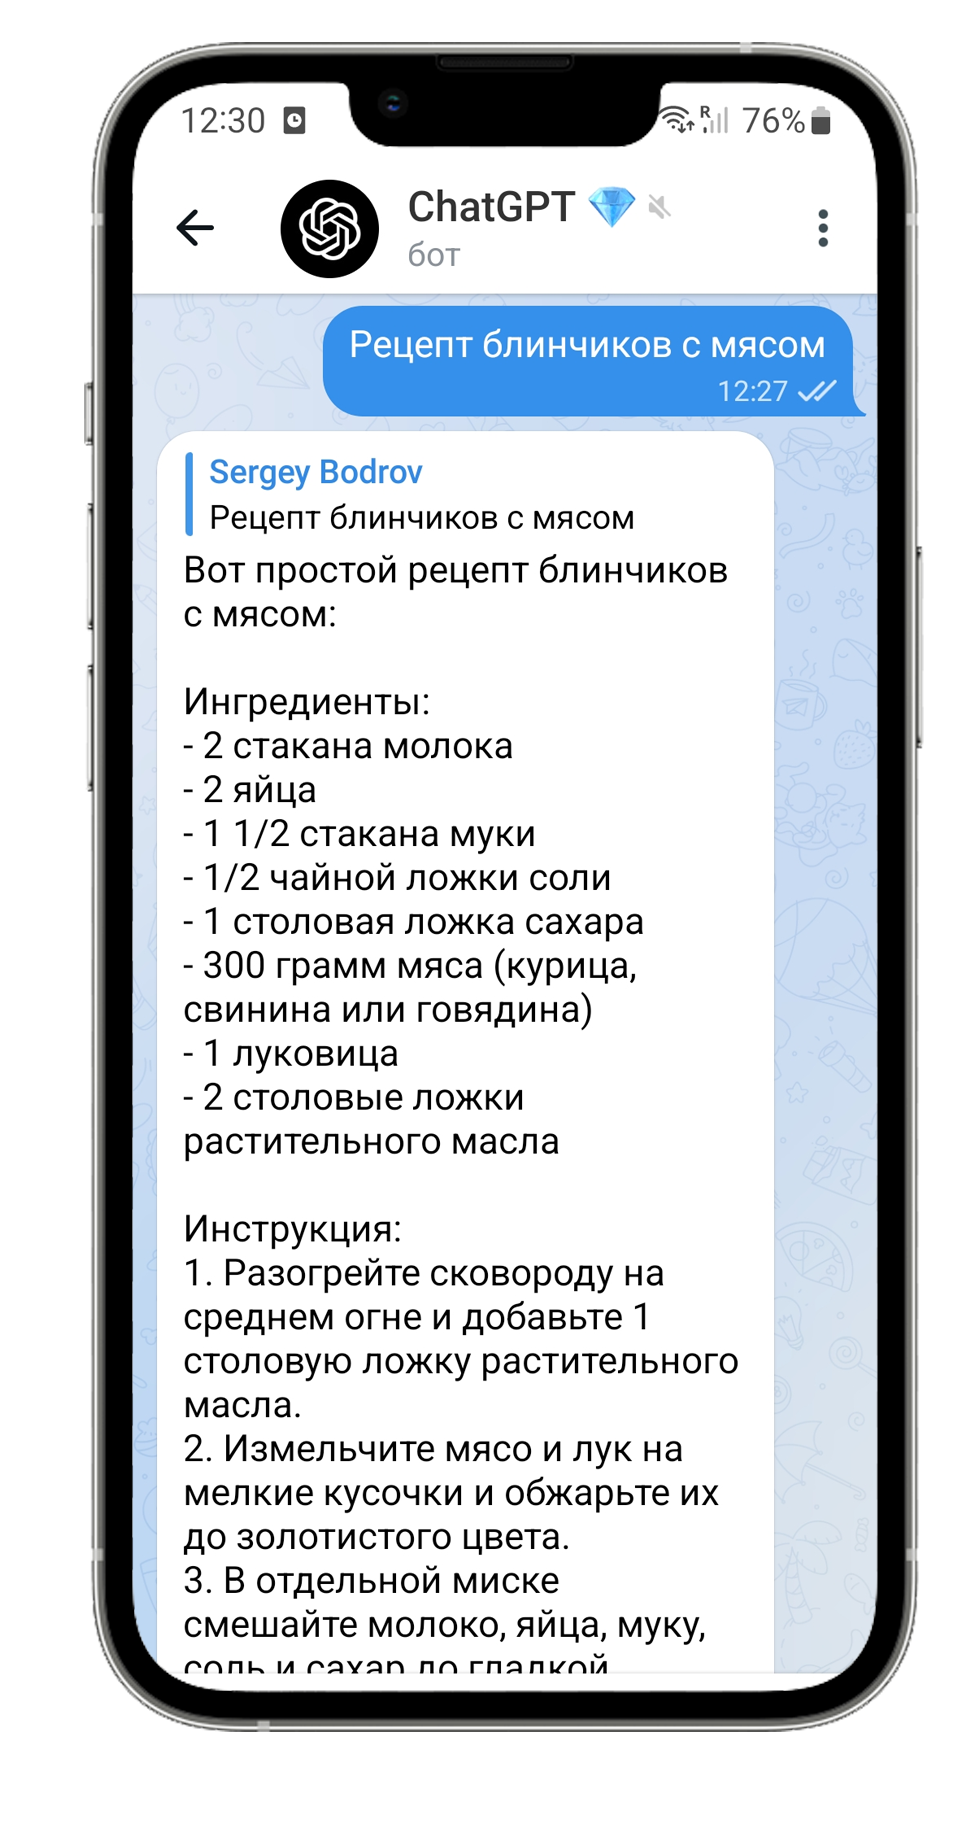 12:30 R 76%
ChatGPT 💎
бот
Рецепт блинчиков с мясом
12:27
Sergey Bodrov
Рецепт блинчиков с мясом
Вот простой рецепт блинчиков
с мясом:
Ингредиенты:
- 2 стакана молока
- 2 яйца
- 1 1/2 стакана муки
- 1/2 чайной ложки соли
- 1 столовая ложка сахара
- 300 грамм мяса (курица,
свинина или говядина)
- 1 луковица
- 2 столовые ложки
растительного масла
Инструкция:
1. Разогрейте сковороду на
среднем огне и добавьте 1
столовую ложку растительного
масла.
2. Измельчите мясо и лук на
мелкие кусочки и обжарьте их
до золотистого цвета.
3. В отдельной миске
смешайте молоко, яйца, муку,
соль и сахар до гладкой